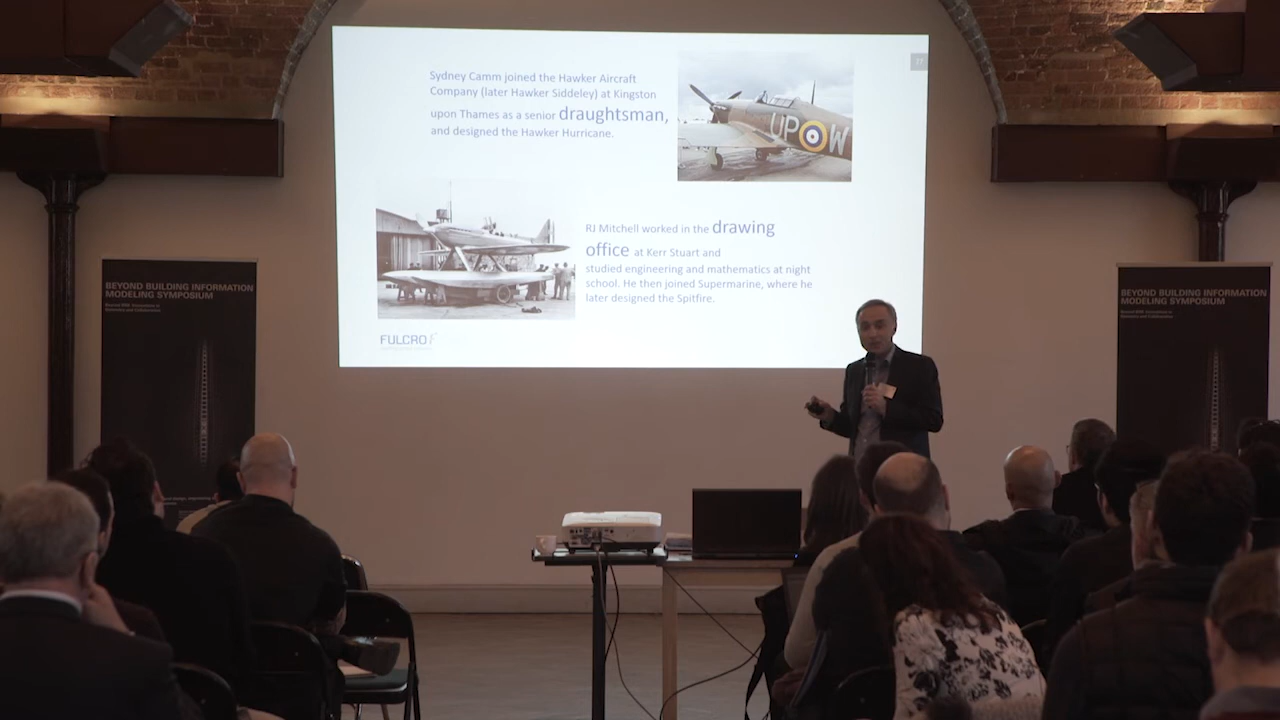 27
Sydney Camm joined the Hawker Aircraft
Company (later Hawker Siddeley) at Kingston
upon Thames as a senior draughtsman,
and designed the Hawker Hurricane.
UP W
RJ Mitchell worked in the drawing
office at Kerr Stuart and
studied engineering and mathematics at night
school. He then joined Supermarine, where he
later designed the Spitfire.
FULCRO
BEYOND BUILDING INFORMATION
MODELING SYMPOSIUM
BEYOND BUILDING INFORMATION
MODELING SYMPOSIUM